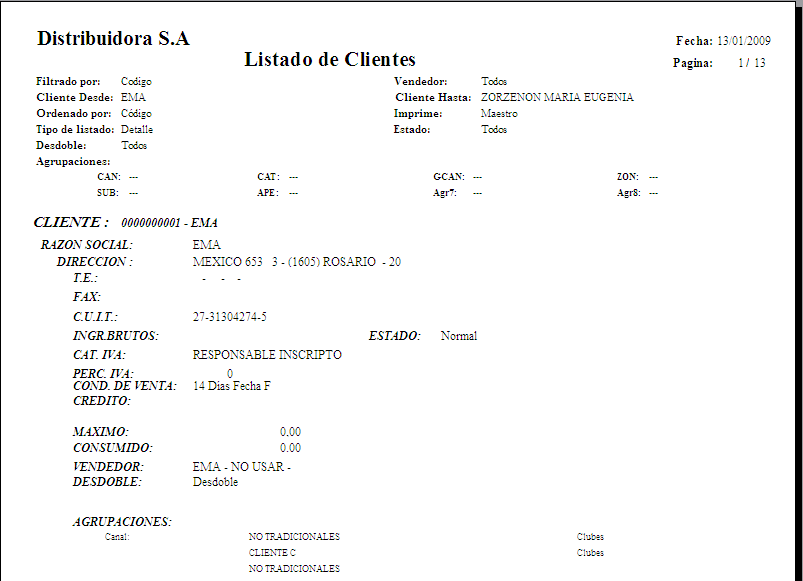 Distribuidora S.A
Fecha: 13/01/2009
Listado de Clientes
Pagina: 1 / 13
Filtrado por: Codigo Vendedor: Todos
Cliente Desde: EMA Cliente Hasta: ZORZENON MARIA EUGENIA
Ordenado por: Código Imprime: Maestro
Tipo de listado: Detalle Estado: Todos
Desdoble: Todos
Agrupaciones:
CAN: --- CAT: --- GCAN: --- ZON: ---
SUB: --- APE: --- Agr7: --- Agr8: ---
CLIENTE : 0000000001 - EMA
RAZON SOCIAL: EMA
DIRECCION : MEXICO 653 3 - (1605) ROSARIO - 20
T.E.: - - -
FAX:
C.U.I.T.: 27-31304274-5
INGR.BRUTOS: ESTADO: Normal
CAT. IVA: RESPONSABLE INSCRIPTO
PERC. IVA: 0
COND. DE VENTA: 14 Dias Fecha F
CREDITO:
MAXIMO: 0.00
CONSUMIDO: 0.00
VENDEDOR: EMA - NO USAR -
DESDOBLE: Desdoble
AGRUPACIONES:
Canal: NO TRADICIONALES Clubes
CLIENTE C Clubes
NO TRADICIONALES